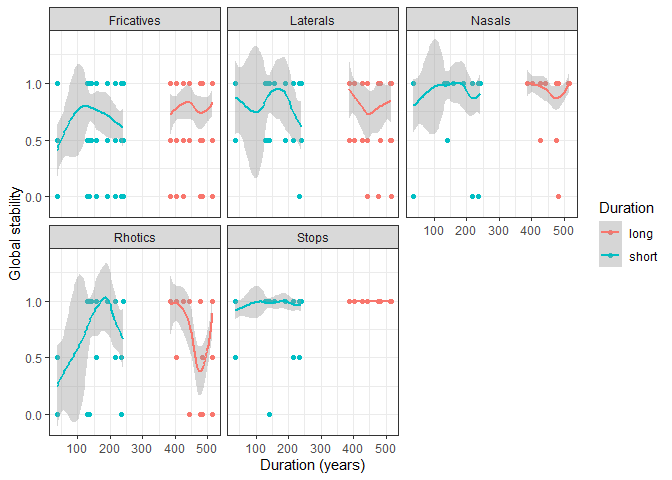 Fricatives Laterals Nasals
1.0
0.5
0.0
Global stability
100 200 300 400 500
Rhotics Stops
1.0
0.5
0.0
100 200 300 400 500 100 200 300 400 500
Duration (years)
Duration
long
short